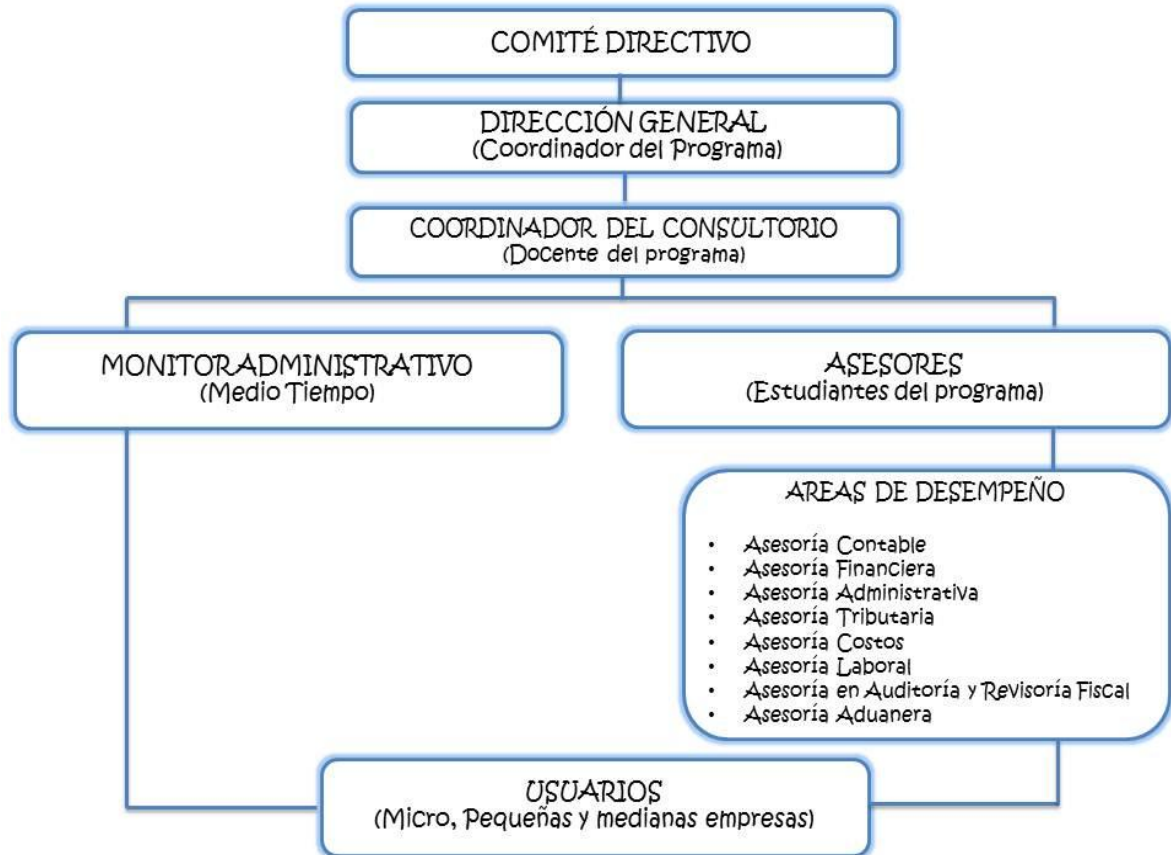 COMITÉ DIRECTIVO
DIRECCIÓN GENERAL
(Coordinador del Programa)
COORDINADOR DEL CONSULTORIO
(Docente del programa)
MONITOR ADMINISTRATIVO
(Medio Tiempo)
ASESORES
(Estudiantes del programa)
AREAS DE DESEMPEÑO
• Asesoría Contable
• Asesoría Financiera
• Asesoría Administrativa
• Asesoría Tributaria
• Asesoría Costos
• Asesoría Laboral
• Asesoría en Auditoría y Revisoría Fiscal
• Asesoría Aduanera
USUARIOS
(Micro, Pequeñas y medianas empresas)